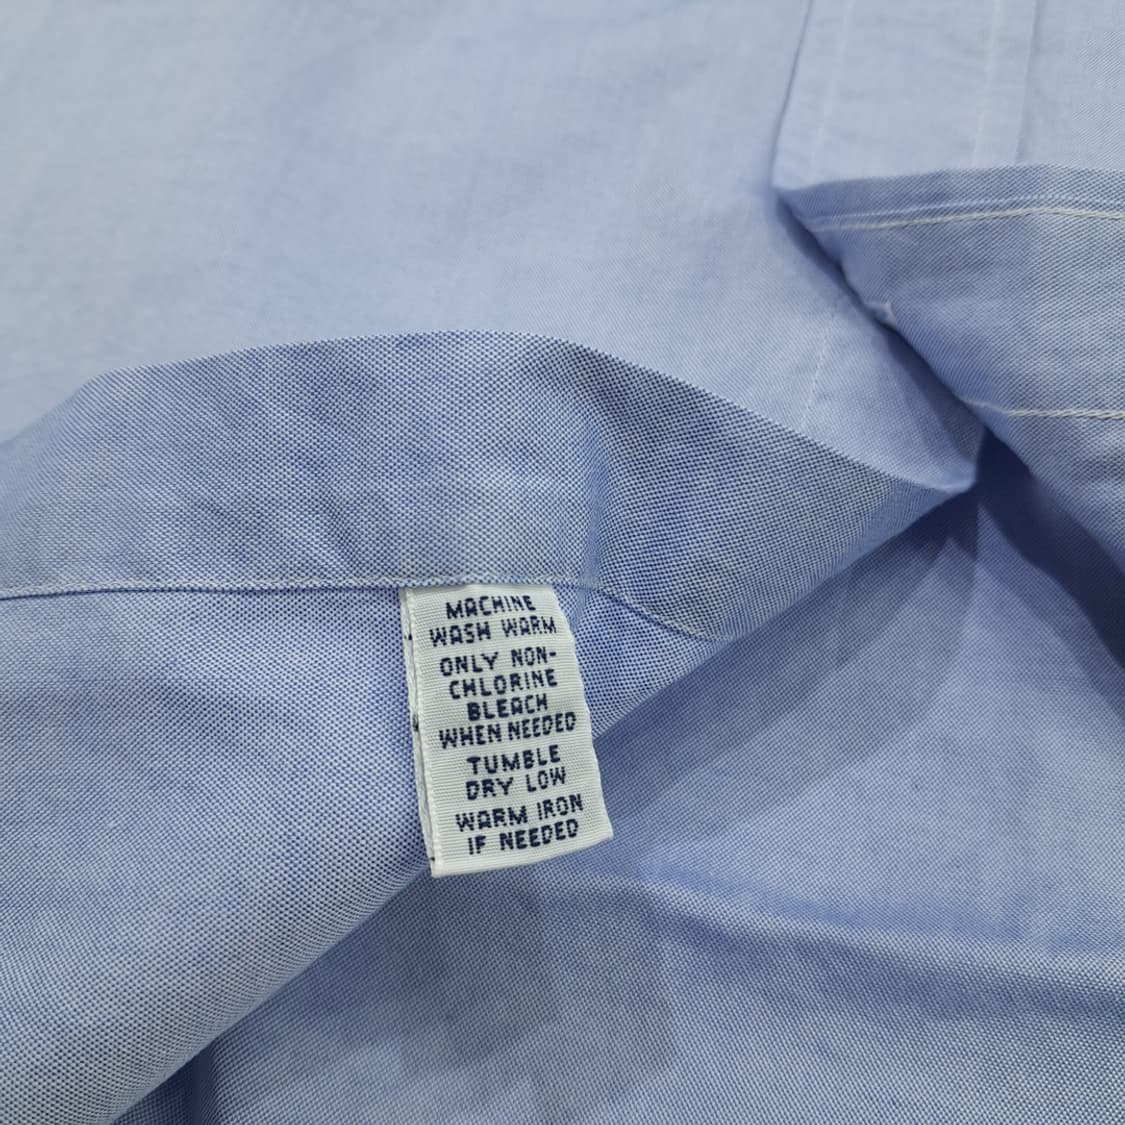 MACHINE
WASH WARM
ONLY NON-
CHLORINE
BLEACH
WHEN NEEDED
TUMBLE
DRY LOW
WARM IRON
IF NEEDED